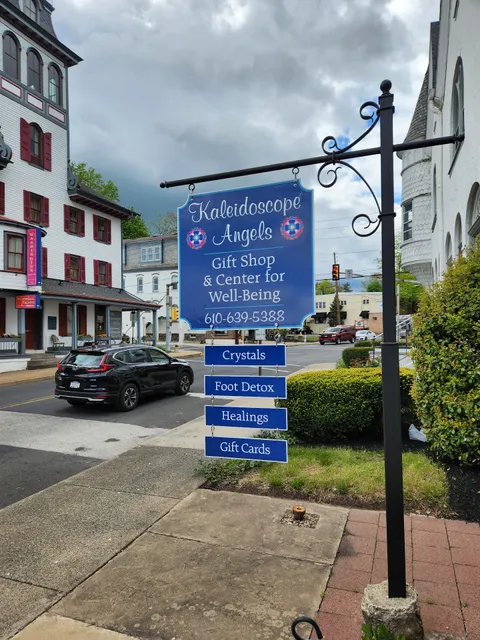 Kaleidoscope
Angels
Gift Shop
& Center for
Well-Being
610-639-5388
Crystals
Foot Detox
Healings
Gift Cards